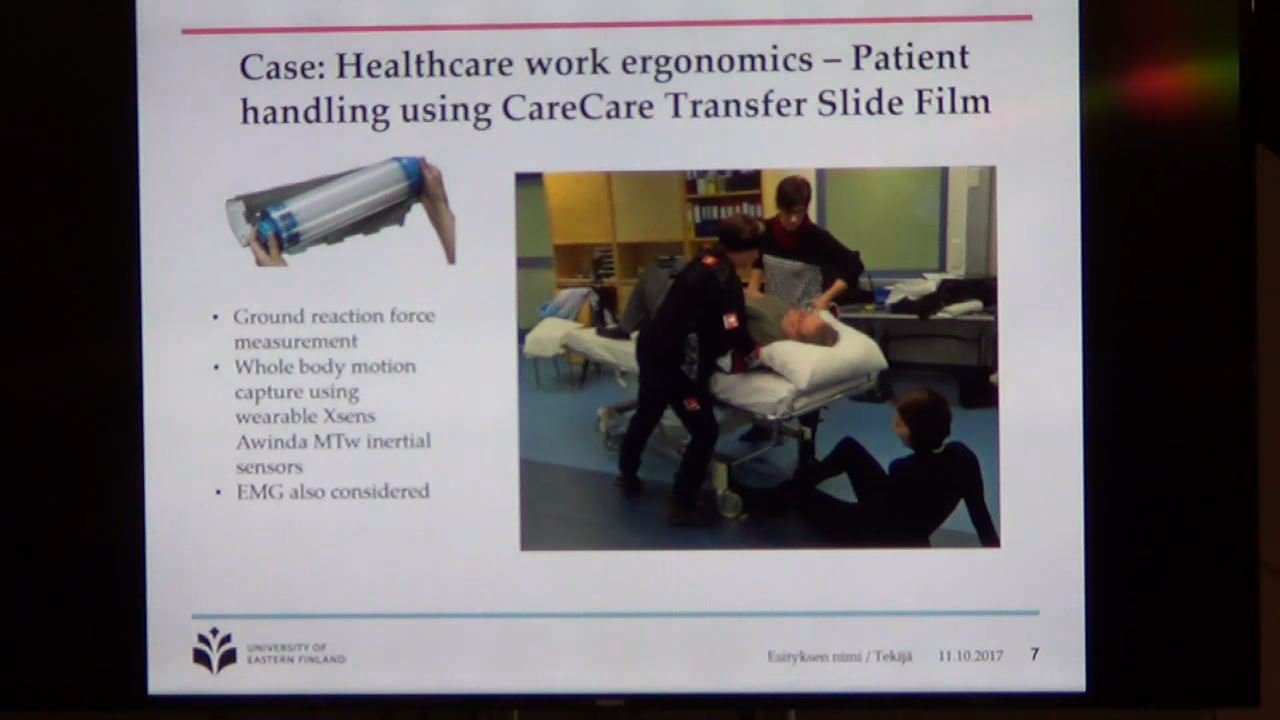 Case: Healthcare work ergonomics – Patient
handling using CareCare Transfer Slide Film
• Ground reaction force
measurement
• Whole body motion
capture using
wearable Xsens
Awinda MTw inertial
sensors
• EMG also considered
UNIVERSITY OF
EASTERN FINLAND
Esityksen nimi / Tekijä 11.10.2017 7